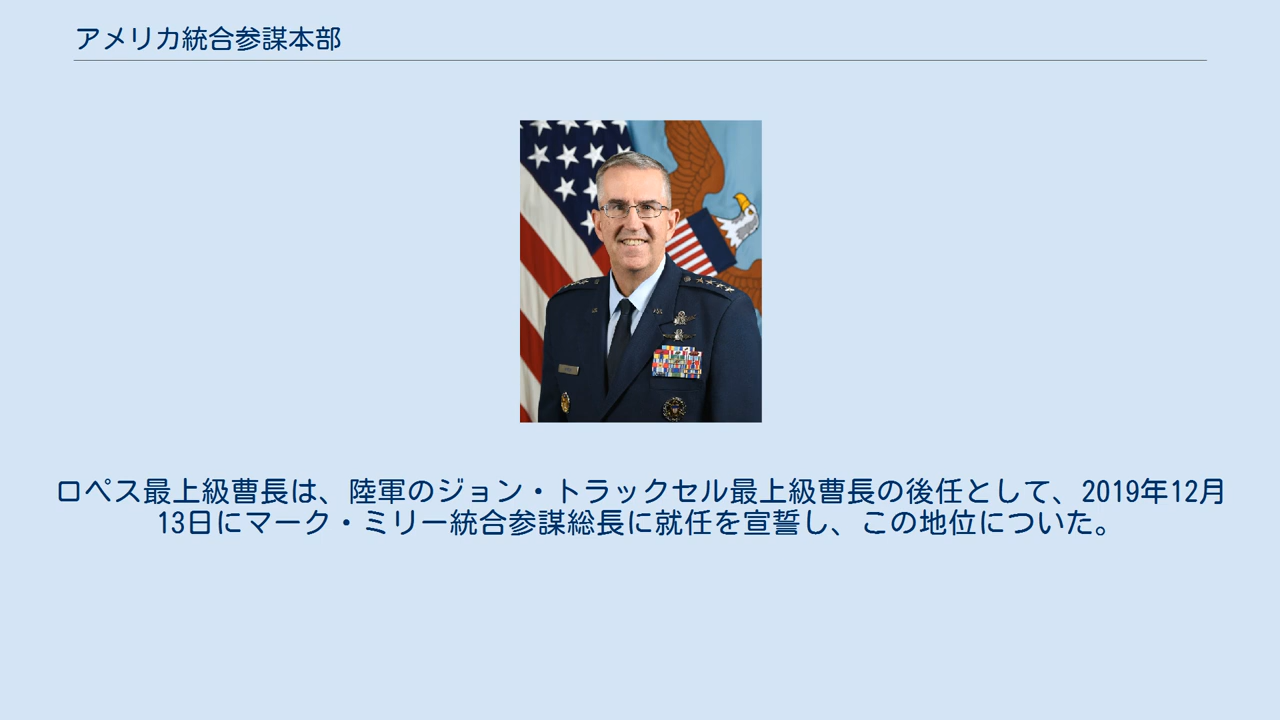 アメリカ統合参謀本部
ロペス最上級曹長は、陸軍のジョン・トラックセル最上級曹長の後任として、2019年12月
13日にマーク・ミリー統合参謀総長に就任を宣誓し、この地位についた。